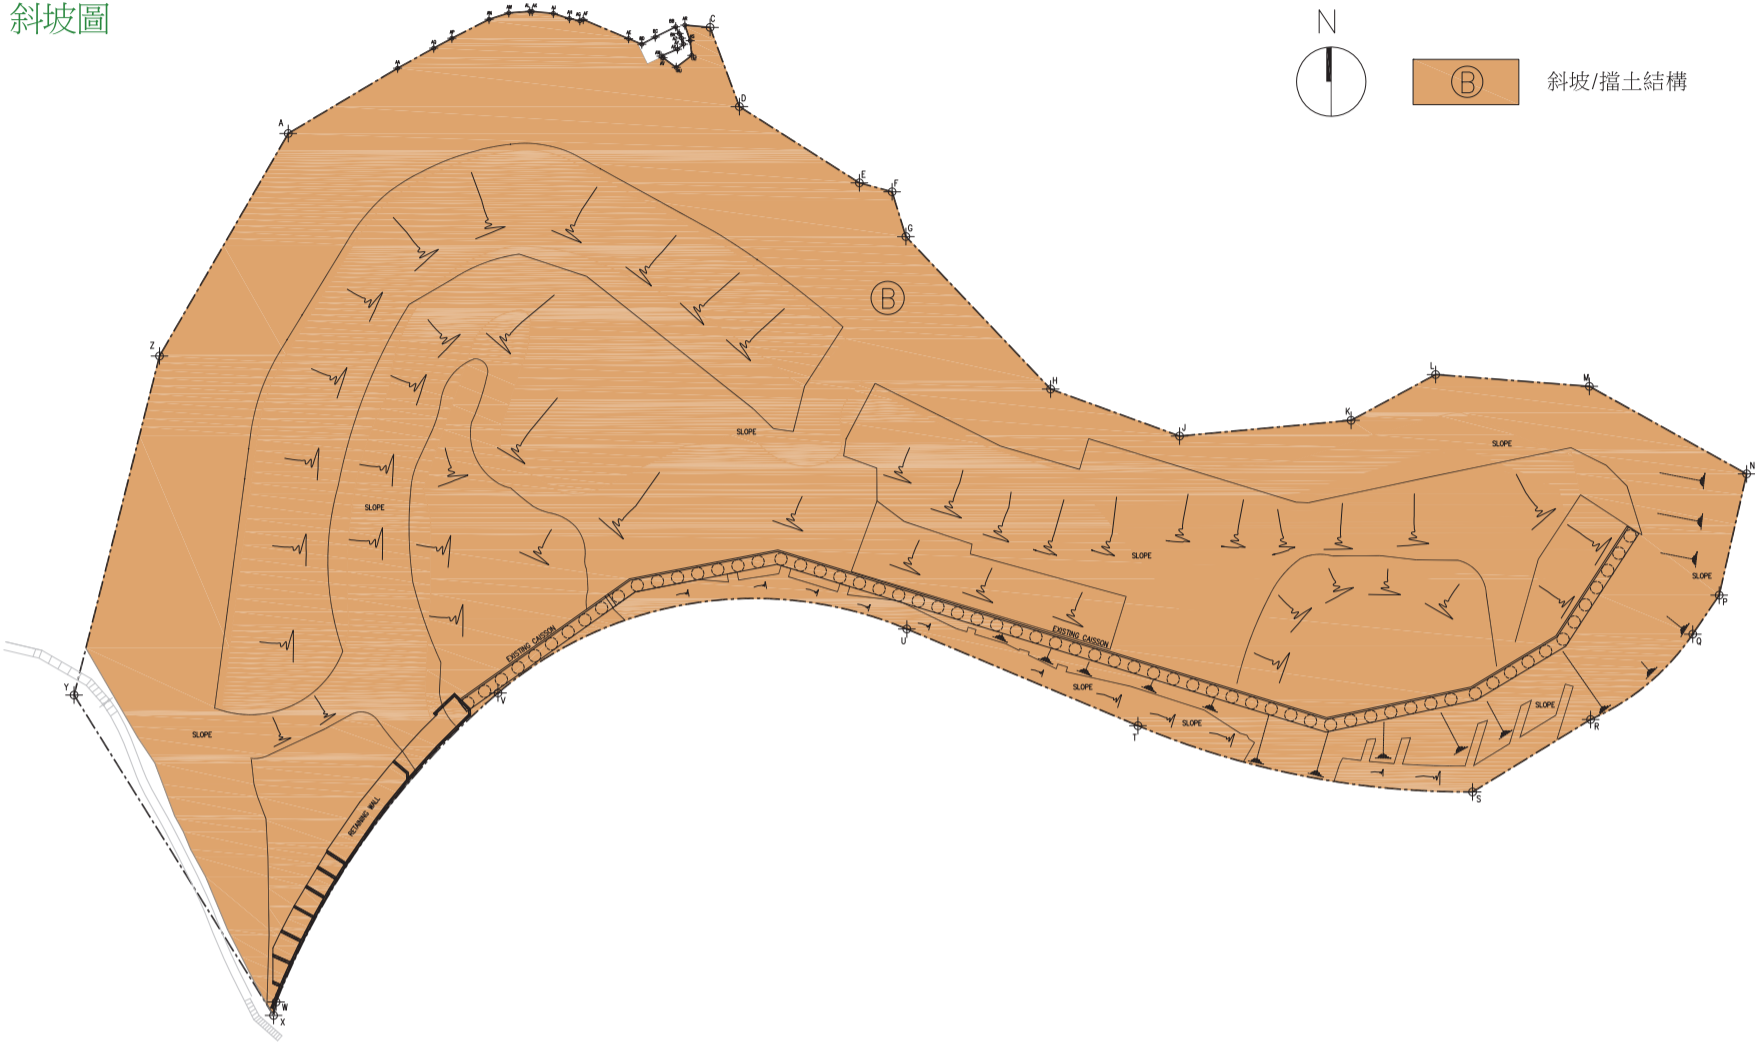 斜坡圖
N
B
斜坡/擋土結構
C
D
A
E
F
G
B
Z
H
L
M
K
J
SLOPE
SLOPE
N
SLOPE
SLOPE
SLOPE
P
Q
U
EXISTING CAISSON
EXISTING CAISSON
Y
V
SLOPE
SLOPE
SLOPE
SLOPE
R
T
S
RETAINING WALL
W
X